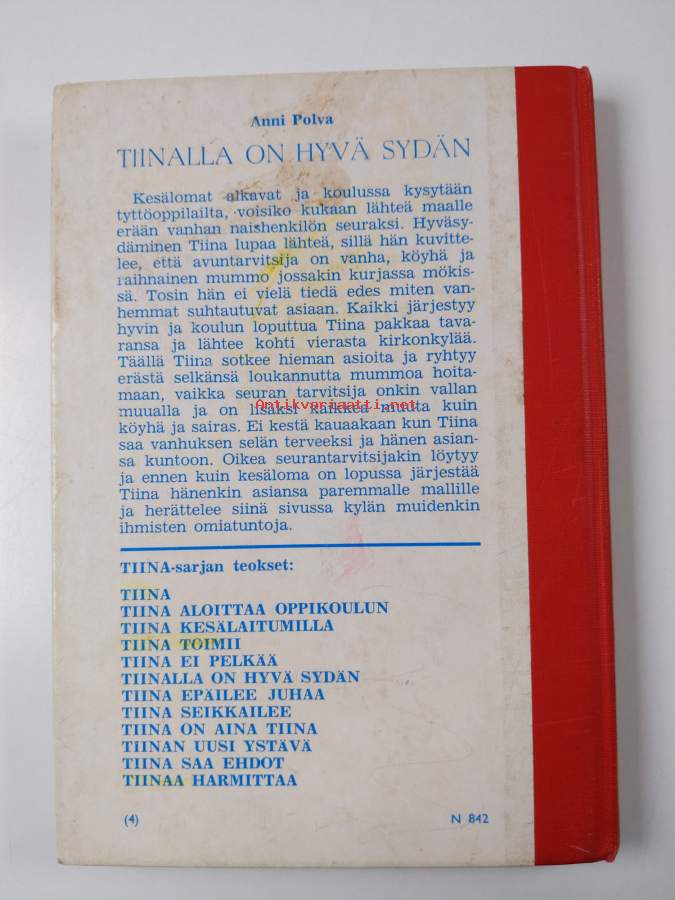 Anni Polva
TIINALLA ON HYVÄ SYDÄN
Kesälomat alkavat ja koulussa kysytään
tyttöoppilailta, voisiko kukaan lähteä maalle
erään vanhan naishenkilön seuraksi. Hyväsy-
däminen Tiina lupaa lähteä, sillä hän kuvitte-
lee, että avuntarvitsija on vanha, köyhä ja
raihnainen mummo jossakin kurjassa mökis-
sä. Tosin hän ei vielä tiedä edes miten van-
hemmat suhtautuvat asiaan. Kaikki järjestyy
hyvin ja koulun loputtua Tiina pakkaa tava-
ransa ja lähtee kohti vierasta kirkonkylää.
Täällä Tiina sotkee hieman asioita ja ryhtyy
erästä selkänsä loukannutta mummoa hoita-
maan, vaikka seuran tarvitsija onkin vallan
muualla ja on lisäksi kaikkea muuta kuin
Antikvariaatti.net
köyhä ja sairas. Ei kestä kauaakaan kun Tiina
saa vanhuksen selän terveeksi ja hänen asian-
sa kuntoon. Oikea seurantarvitsijakin löytyy
ja ennen kuin kesäloma on lopussa järjestää
Tiina hänenkin asiansa paremmalle mallille
ja herättelee siinä sivussa kylän muidenkin
ihmisten omiatuntoja.
TIINA-sarjan teokset:
TIINA
TIINA ALOITTAA OPPIKOULUN
TIINA KESÄLAITUMILLA
TIINA TOIMII
TIINA EI PELKÄÄ
TIINALLA ON HYVÄ SYDÄN
TIINA EPÄILEE JUHAA
TIINA SEIKKAILEE
TIINA ON AINA TIINA
TIINAN UUSI YSTÄVÄ
TIINA SAA EHDOT
TIINAA HARMITTAA
(4) N 842